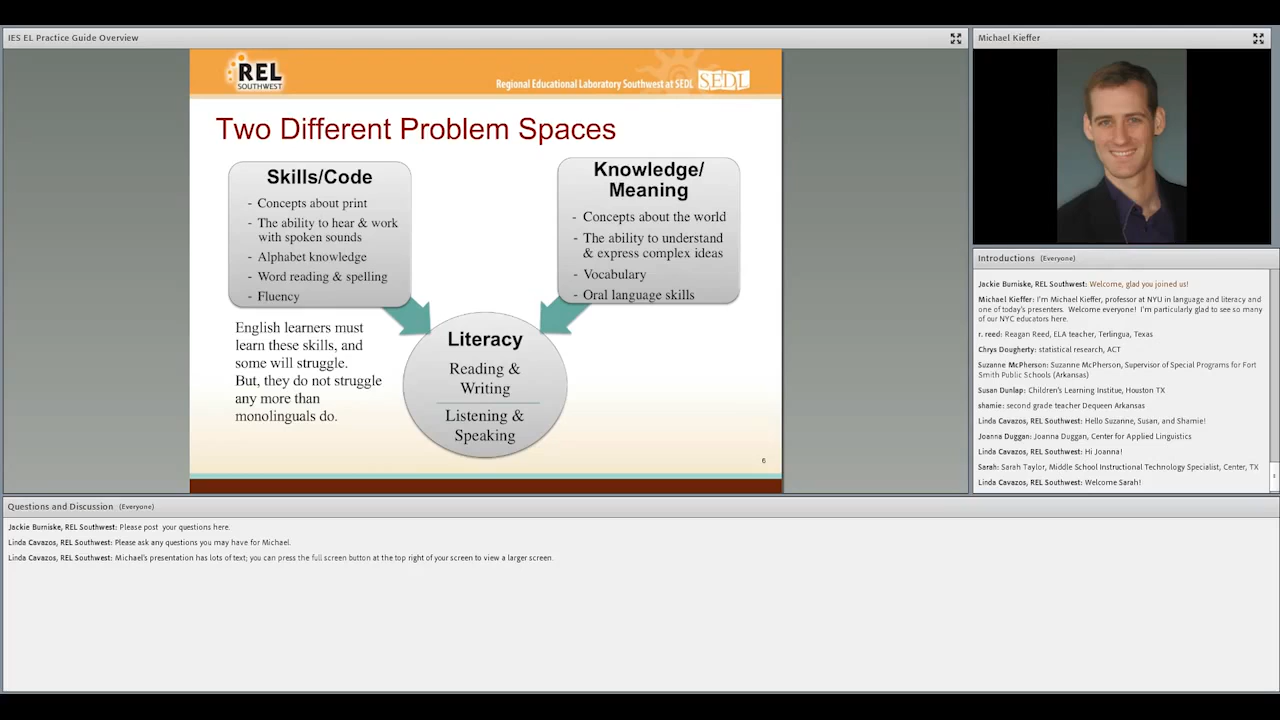 IES EL Practice Guide Overview
REL
SOUTHWEST
Regional Educational Laboratory Southwest at SEDL
SEDL
Two Different Problem Spaces
Skills/Code
- Concepts about print
- The ability to hear & work
with spoken sounds
- Alphabet knowledge
- Word reading & spelling
- Fluency
Knowledge/
Meaning
- Concepts about the world
- The ability to understand
& express complex ideas
- Vocabulary
- Oral language skills
English learners must
learn these skills, and
some will struggle.
But, they do not struggle
any more than
monolinguals do.
Literacy
Reading &
Writing
Listening &
Speaking
6
Michael Kieffer
Introductions (Everyone)
Jackie Burniske, REL Southwest: Welcome, glad you joined us!
Michael Kieffer: I'm Michael Kieffer, professor at NYU in language and literacy and
one of today's presenters. Welcome everyone! I'm particularly glad to see so many
of our NYC educators here.
r. reed: Reagan Reed, ELA teacher, Terlingua, Texas
Chrys Dougherty: statistical research, ACT
Suzanne McPherson: Suzanne McPherson, Supervisor of Special Programs for Fort
Smith Public Schools (Arkansas)
Susan Dunlap: Children's Learning Institue, Houston TX
shamie: second grade teacher Dequeen Arkansas
Linda Cavazos, REL Southwest: Hello Suzanne, Susan, and Shamie!
Joanna Duggan: Joanna Duggan, Center for Applied Linguistics
Linda Cavazos, REL Southwest: Hi Joanna!
Sarah: Sarah Taylor, Middle School Instructional Technology Specialist, Center, TX
Linda Cavazos, REL Southwest: Welcome Sarah!
Questions and Discussion (Everyone)
Jackie Burniske, REL Southwest: Please post your questions here.
Linda Cavazos, REL Southwest: Please ask any questions you may have for Michael.
Linda Cavazos, REL Southwest: Michael's presentation has lots of text; you can press the full screen button at the top right of your screen to view a larger screen.